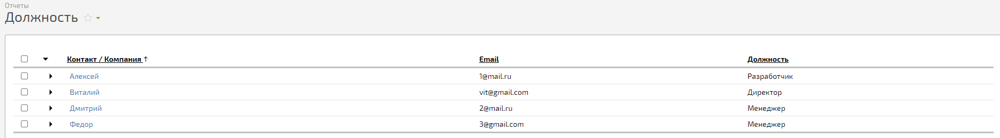 Отчеты
Должность
Контакт / Компания ↑ Email Должность
Алексей 1@mail.ru Разработчик
Виталий vit@gmail.com Директор
Дмитрий 2@mail.ru Менеджер
Федор 3@gmail.com Менеджер